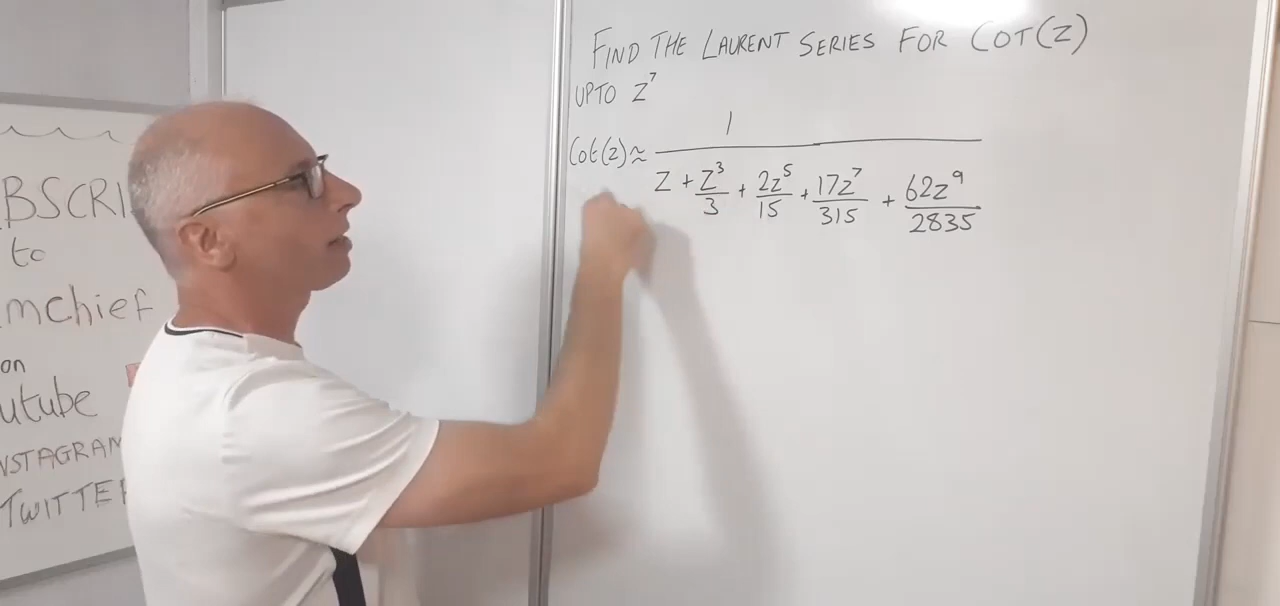 BSCRI
to
mchief
on
utube
NSTAGRAM
TWITTER
FIND THE LAURENT SERIES FOR COT(Z)
UPTO Z⁷
Cot(z) ≈ 1 / (Z + Z³/3 + 2z⁵/15 + 17z⁷/315 + 62z⁹/2835)